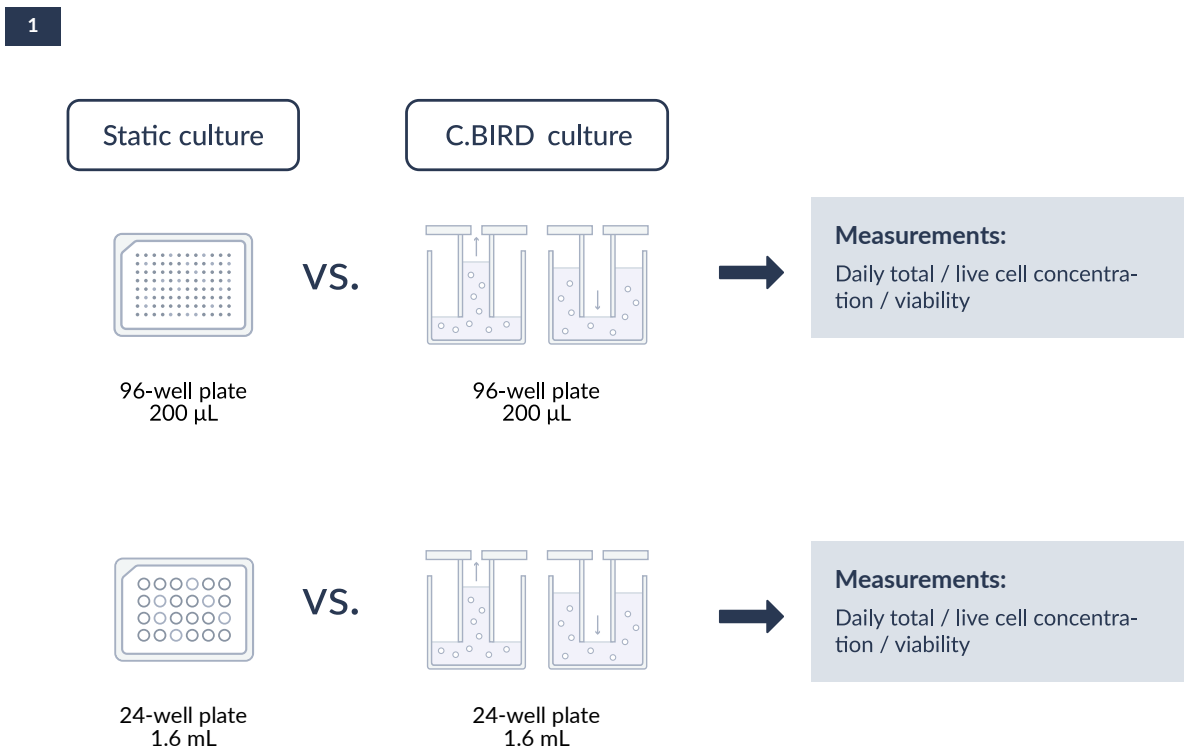 1
Static culture
C.BIRD culture
vs.
Measurements:
Daily total / live cell concentra-
tion / viability
96-well plate
200 µL
96-well plate
200 µL
vs.
Measurements:
Daily total / live cell concentra-
tion / viability
24-well plate
1.6 mL
24-well plate
1.6 mL